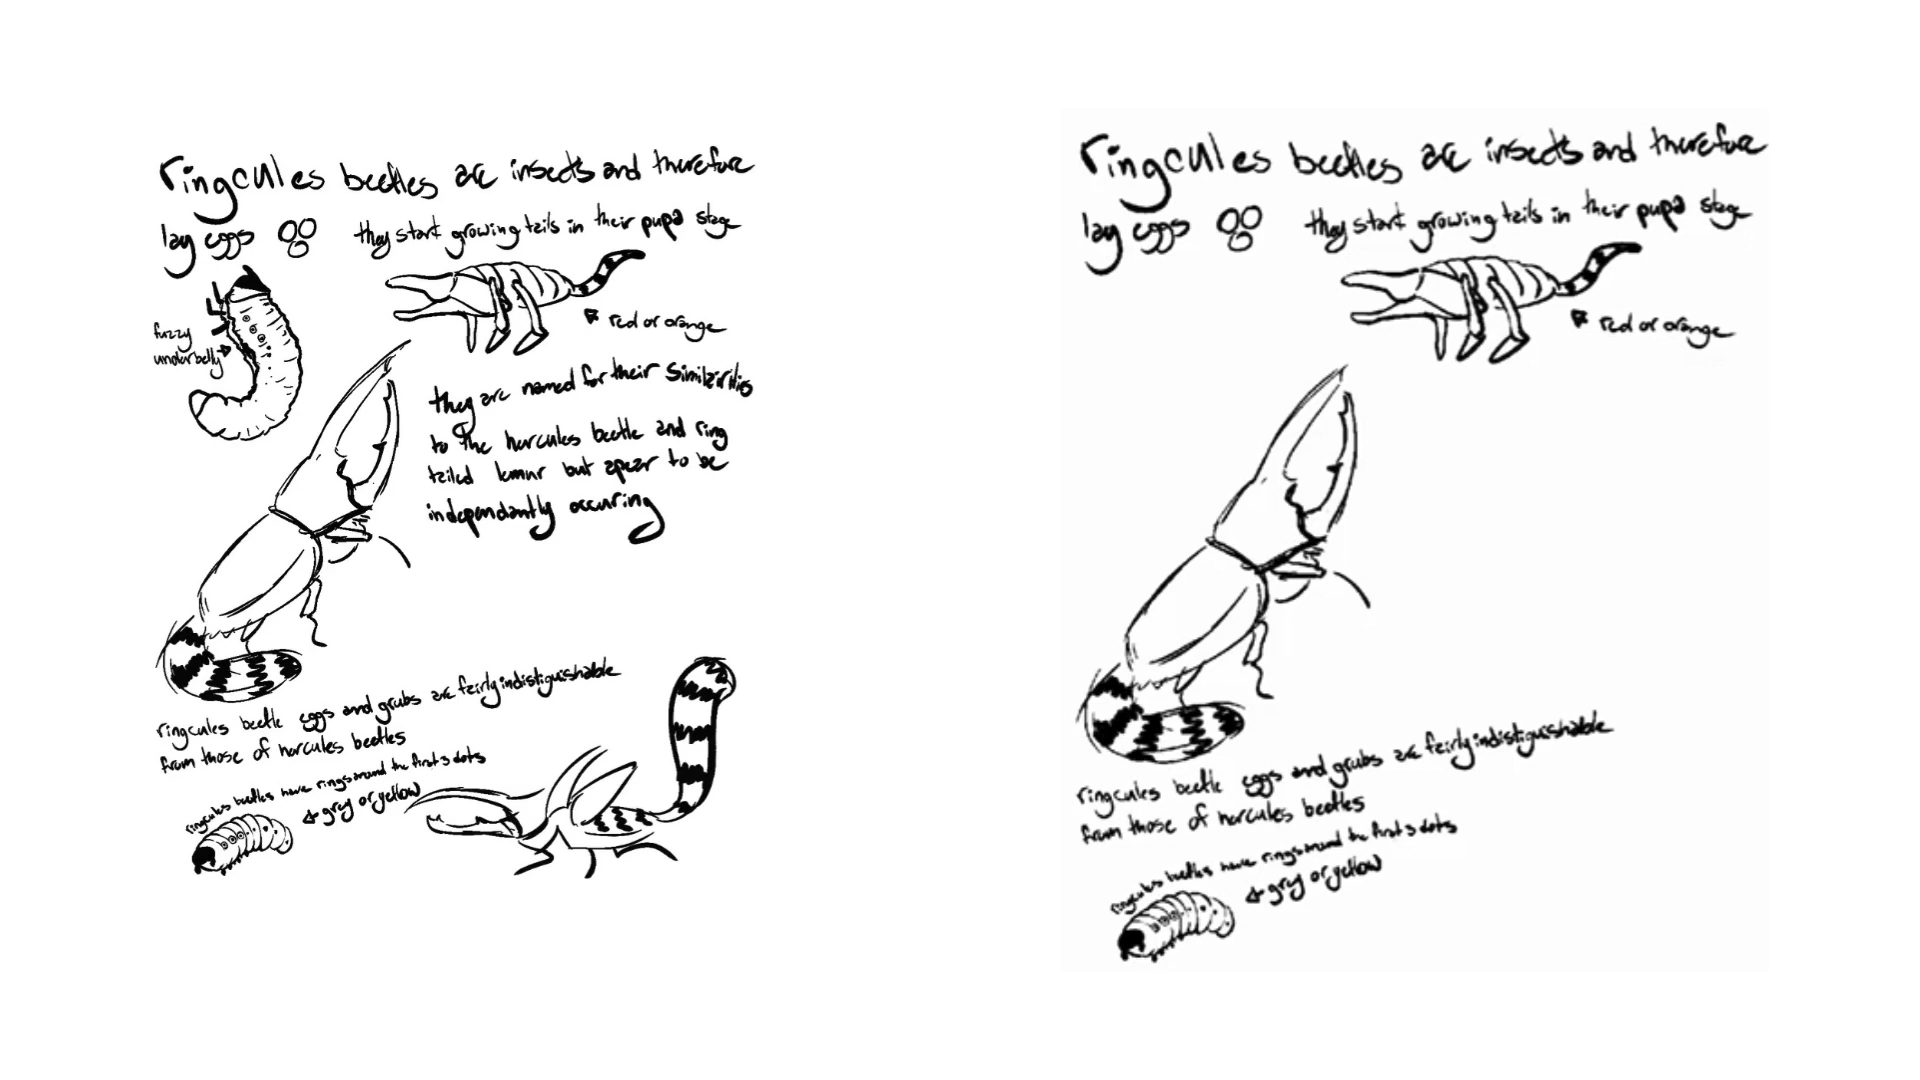 ringcules beetles are insects and therefore
lay eggs
they start growing tails in their pupa stage
fuzzy
underbelly
red or orange
they are named for their similairities
to the hercules beetle and ring
tailed lemur but apear to be
independantly occuring
ringcules beetle eggs and grubs are fairly indistiguishable
from those of hercules beetles
ringcules beetles have rings around the first 3 dots
grey or yellow
ringcules beetles are insects and therefore
lay eggs
they start growing tails in their pupa stage
red or orange
ringcules beetle eggs and grubs are fairly indistiguishable
from those of hercules beetles
ringcules beetles have rings around the first 3 dots
grey or yellow